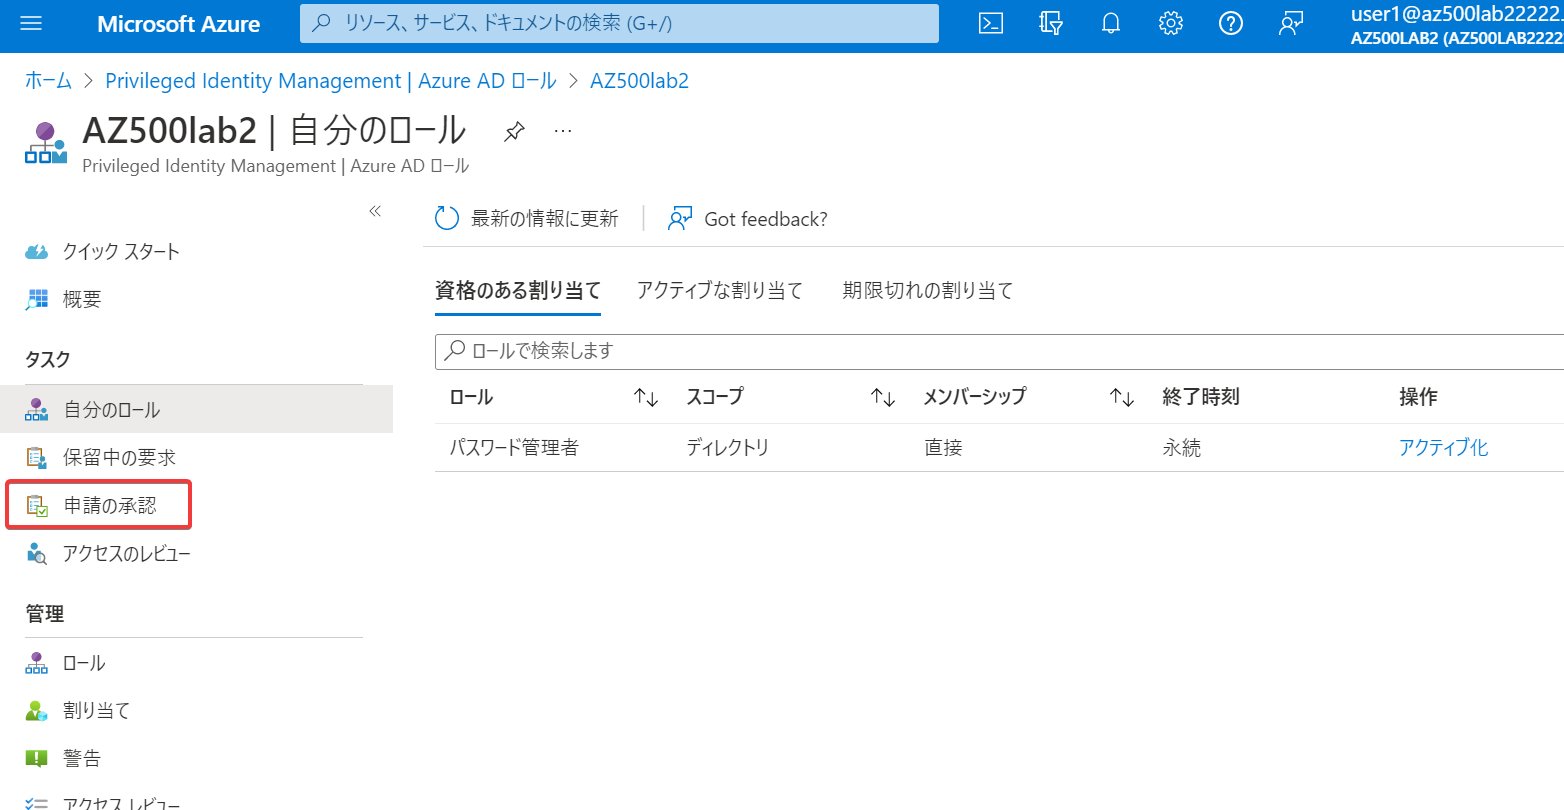 Microsoft Azure
リソース、サービス、ドキュメントの検索 (G+/)
user1@az500lab22222.
AZ500LAB2 (AZ500LAB2222
ホーム > Privileged Identity Management | Azure AD ロール > AZ500lab2
AZ500lab2 | 自分のロール
Privileged Identity Management | Azure AD ロール
クイック スタート
概要
タスク
自分のロール
保留中の要求
申請の承認
アクセスのレビュー
管理
ロール
割り当て
警告
アクセス レビュー
最新の情報に更新
Got feedback?
資格のある割り当て アクティブな割り当て 期限切れの割り当て
ロールで検索します
ロール スコープ メンバーシップ 終了時刻 操作
パスワード管理者 ディレクトリ 直接 永続 アクティブ化